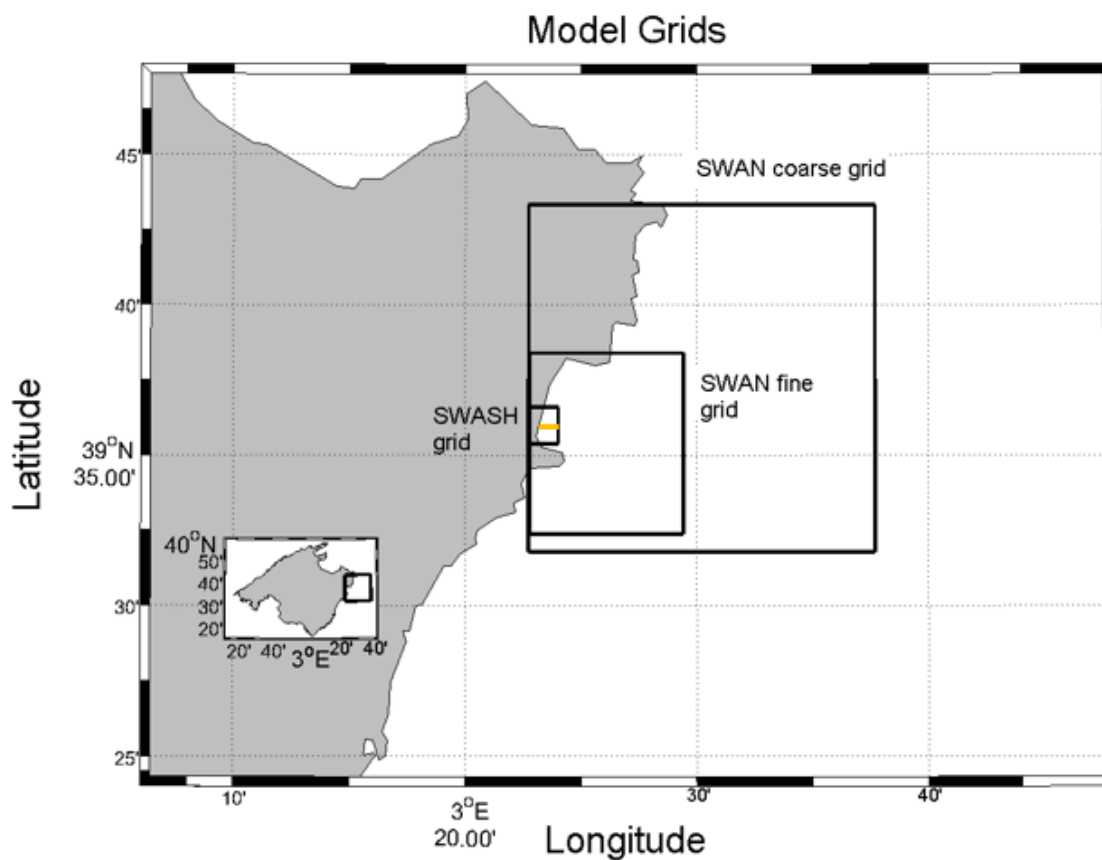 Model Grids
45'
SWAN coarse grid
40'
SWAN fine
grid
SWASH
grid
Latitude
39°N
35.00'
40°N
50'
40'
30'
20'
20' 40' 3°E 20' 40'
30'
25'
10' 3°E 30' 40'
20.00'
Longitude